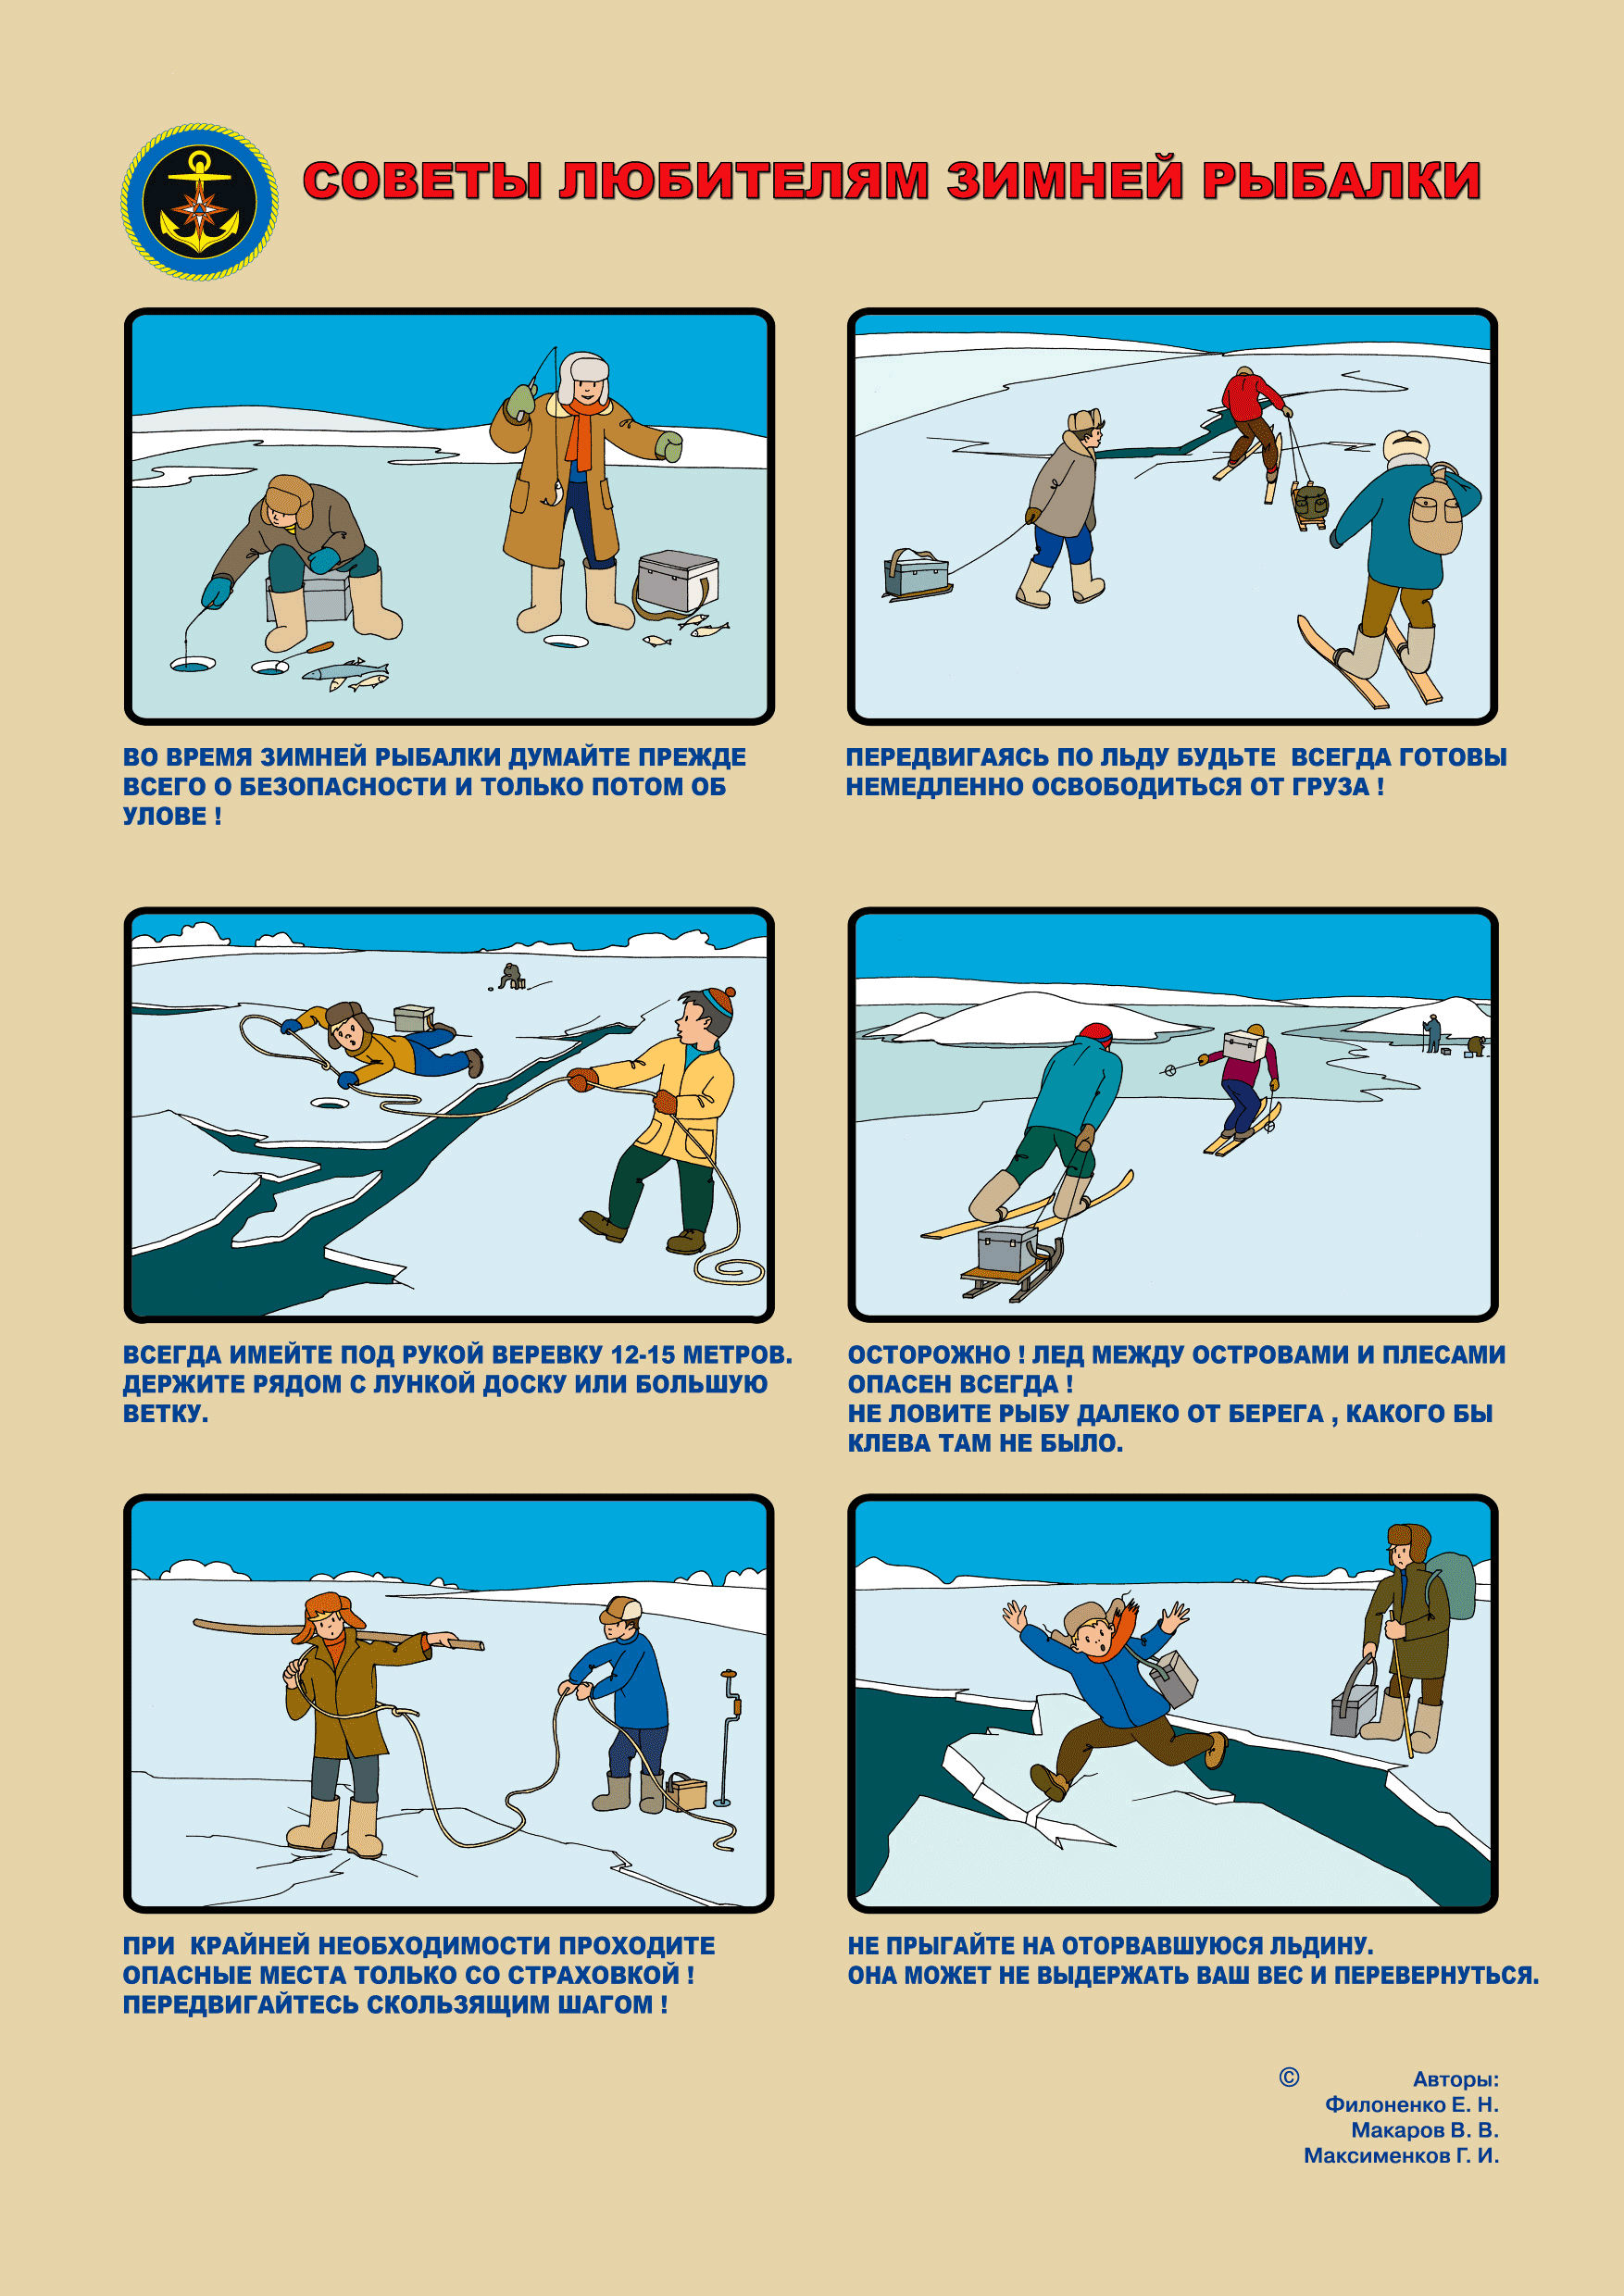 СОВЕТЫ ЛЮБИТЕЛЯМ ЗИМНЕЙ РЫБАЛКИ
ВО ВРЕМЯ ЗИМНЕЙ РЫБАЛКИ ДУМАЙТЕ ПРЕЖДЕ
ВСЕГО О БЕЗОПАСНОСТИ И ТОЛЬКО ПОТОМ ОБ
УЛОВЕ !
ПЕРЕДВИГАЯСЬ ПО ЛЬДУ БУДЬТЕ ВСЕГДА ГОТОВЫ
НЕМЕДЛЕННО ОСВОБОДИТЬСЯ ОТ ГРУЗА !
ВСЕГДА ИМЕЙТЕ ПОД РУКОЙ ВЕРЕВКУ 12-15 МЕТРОВ.
ДЕРЖИТЕ РЯДОМ С ЛУНКОЙ ДОСКУ ИЛИ БОЛЬШУЮ
ВЕТКУ.
ОСТОРОЖНО ! ЛЕД МЕЖДУ ОСТРОВАМИ И ПЛЕСАМИ
ОПАСЕН ВСЕГДА !
НЕ ЛОВИТЕ РЫБУ ДАЛЕКО ОТ БЕРЕГА , КАКОГО БЫ
КЛЕВА ТАМ НЕ БЫЛО.
ПРИ КРАЙНЕЙ НЕОБХОДИМОСТИ ПРОХОДИТЕ
ОПАСНЫЕ МЕСТА ТОЛЬКО СО СТРАХОВКОЙ !
ПЕРЕДВИГАЙТЕСЬ СКОЛЬЗЯЩИМ ШАГОМ !
НЕ ПРЫГАЙТЕ НА ОТОРВАВШУЮСЯ ЛЬДИНУ.
ОНА МОЖЕТ НЕ ВЫДЕРЖАТЬ ВАШ ВЕС И ПЕРЕВЕРНУТЬСЯ.
© Авторы:
Филоненко Е. Н.
Макаров В. В.
Максименков Г. И.